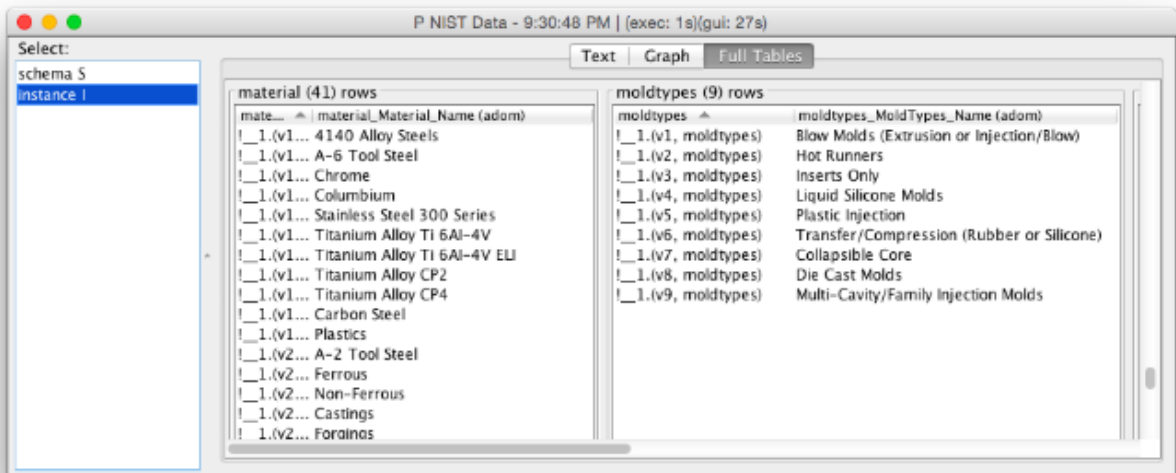 P NIST Data - 9:30:48 PM | (exec: 1s)(gui: 27s)
Select:
schema S
instance I
Text
Graph
Full Tables
material (41) rows
mate... material_Material_Name (adom)
!__1.(v1... 4140 Alloy Steels
!__1.(v1... A-6 Tool Steel
!__1.(v1... Chrome
!__1.(v1... Columbium
!__1.(v1... Stainless Steel 300 Series
!__1.(v1... Titanium Alloy Ti 6Al-4V
!__1.(v1... Titanium Alloy Ti 6Al-4V ELI
!__1.(v1... Titanium Alloy CP2
!__1.(v1... Titanium Alloy CP4
!__1.(v1... Carbon Steel
!__1.(v1... Plastics
!__1.(v2... A-2 Tool Steel
!__1.(v2... Ferrous
!__1.(v2... Non-Ferrous
!__1.(v2... Castings
!__1.(v2... Forgings
moldtypes (9) rows
moldtypes moldtypes_MoldTypes_Name (adom)
!__1.(v1, moldtypes) Blow Molds (Extrusion or Injection/Blow)
!__1.(v2, moldtypes) Hot Runners
!__1.(v3, moldtypes) Inserts Only
!__1.(v4, moldtypes) Liquid Silicone Molds
!__1.(v5, moldtypes) Plastic Injection
!__1.(v6, moldtypes) Transfer/Compression (Rubber or Silicone)
!__1.(v7, moldtypes) Collapsible Core
!__1.(v8, moldtypes) Die Cast Molds
!__1.(v9, moldtypes) Multi-Cavity/Family Injection Molds